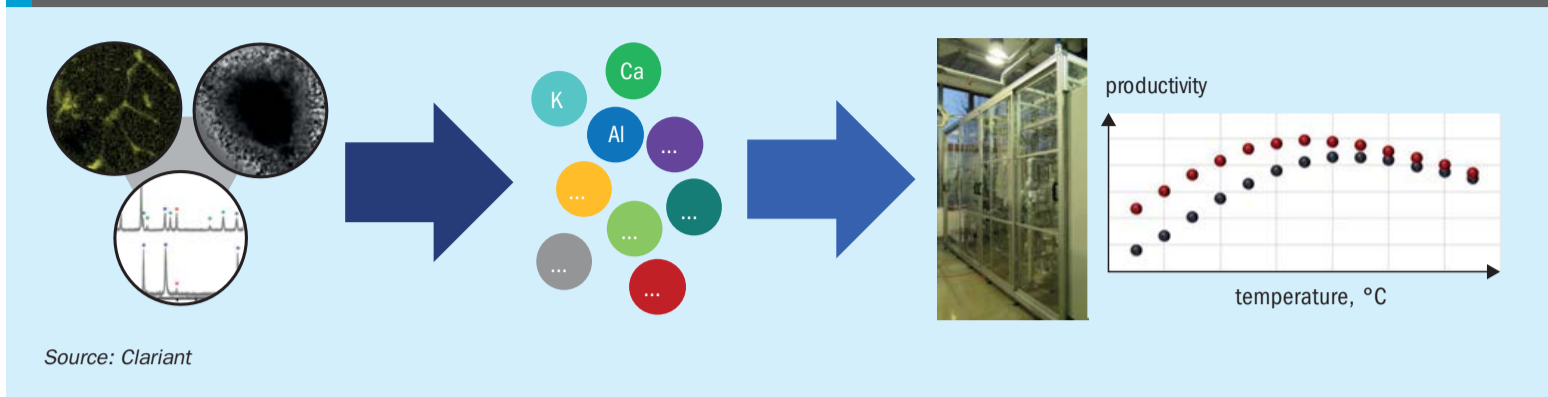 Ca
K
Al
...
...
...
...
...
...
productivity
temperature, °C
Source: Clariant